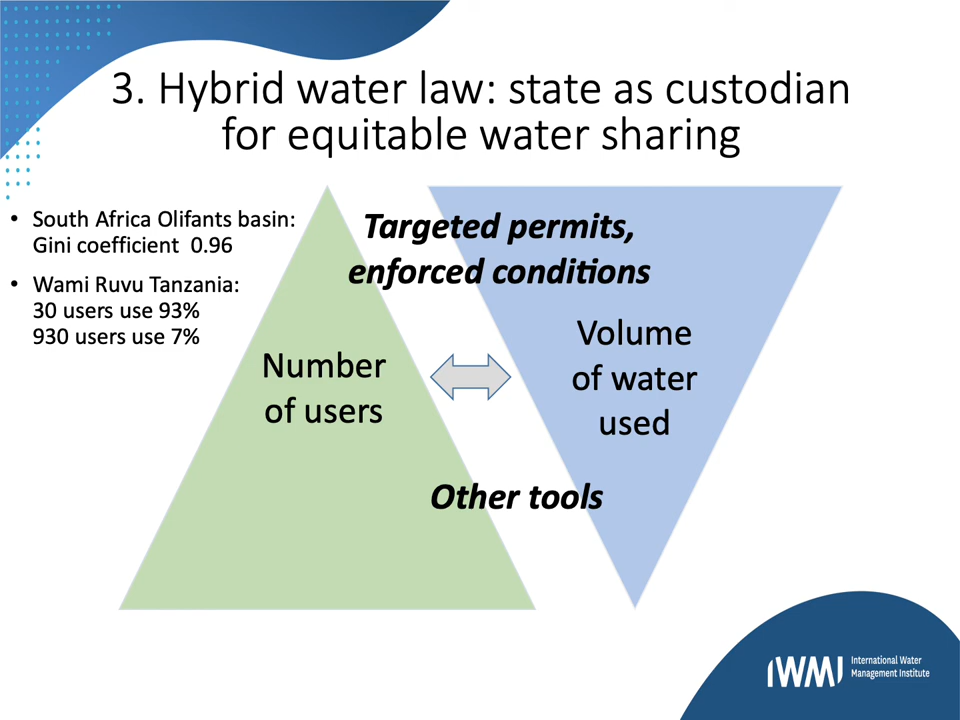 3. Hybrid water law: state as custodian
for equitable water sharing
• South Africa Olifants basin:
Gini coefficient 0.96
• Wami Ruvu Tanzania:
30 users use 93%
930 users use 7%
Targeted permits,
enforced conditions
Number
of users
Volume
of water
used
Other tools
IWMI
International Water
Management Institute